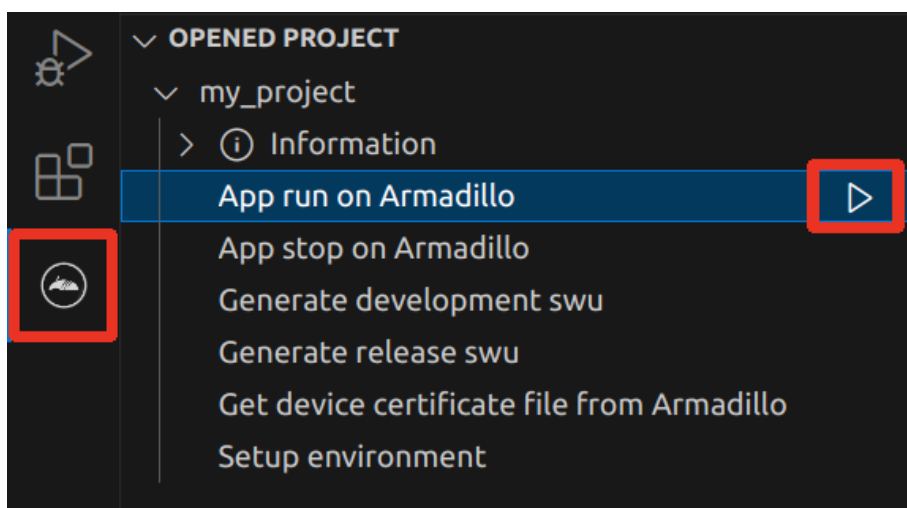 OPENED PROJECT
my_project
Information
App run on Armadillo
App stop on Armadillo
Generate development swu
Generate release swu
Get device certificate file from Armadillo
Setup environment